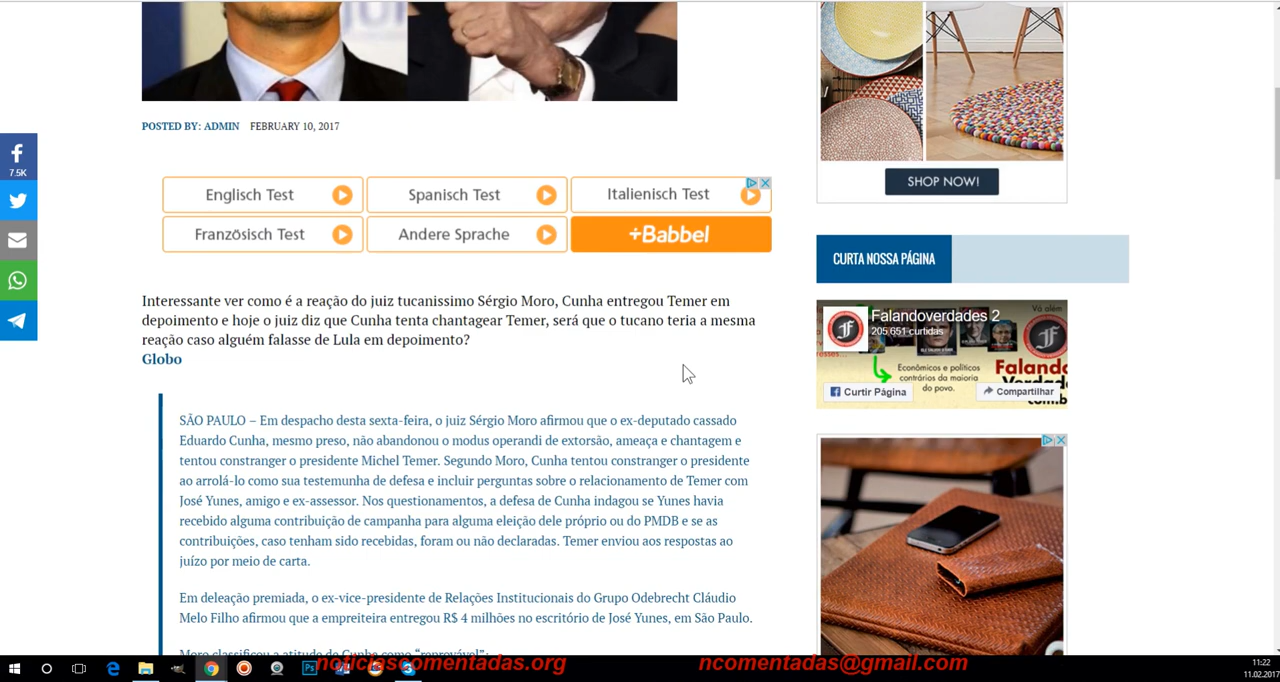 POSTED BY: ADMIN FEBRUARY 10, 2017
7.5K
Englisch Test
Spanisch Test
Italienisch Test
Französisch Test
Andere Sprache
+Babbel
Interessante ver como é a reação do juiz tucanissimo Sérgio Moro, Cunha entregou Temer em
depoimento e hoje o juiz diz que Cunha tenta chantagear Temer, será que o tucano teria a mesma
reação caso alguém falasse de Lula em depoimento?
Globo
SÃO PAULO – Em despacho desta sexta-feira, o juiz Sérgio Moro afirmou que o ex-deputado cassado
Eduardo Cunha, mesmo preso, não abandonou o modus operandi de extorsão, ameaça e chantagem e
tentou constranger o presidente Michel Temer. Segundo Moro, Cunha tentou constranger o presidente
ao arrolá-lo como sua testemunha de defesa e incluir perguntas sobre o relacionamento de Temer com
José Yunes, amigo e ex-assessor. Nos questionamentos, a defesa de Cunha indagou se Yunes havia
recebido alguma contribuição de campanha para alguma eleição dele próprio ou do PMDB e se as
contribuições, caso tenham sido recebidas, foram ou não declaradas. Temer enviou aos respostas ao
juízo por meio de carta.
Em deleação premiada, o ex-vice-presidente de Relações Institucionais do Grupo Odebrecht Cláudio
Melo Filho afirmou que a empreiteira entregou R$ 4 milhões no escritório de José Yunes, em São Paulo.
Moro classificou a atitude de Cunha como “reprovável”:
SHOP NOW!
CURTA NOSSA PÁGINA
Falandoverdades 2
205.651 curtidas
Vá além
Econômicos e políticos
contrários da maioria
do povo.
Curtir Página
Compartilhar
noticiascomentadas.org
ncomentadas@gmail.com
11:22
11.02.2017